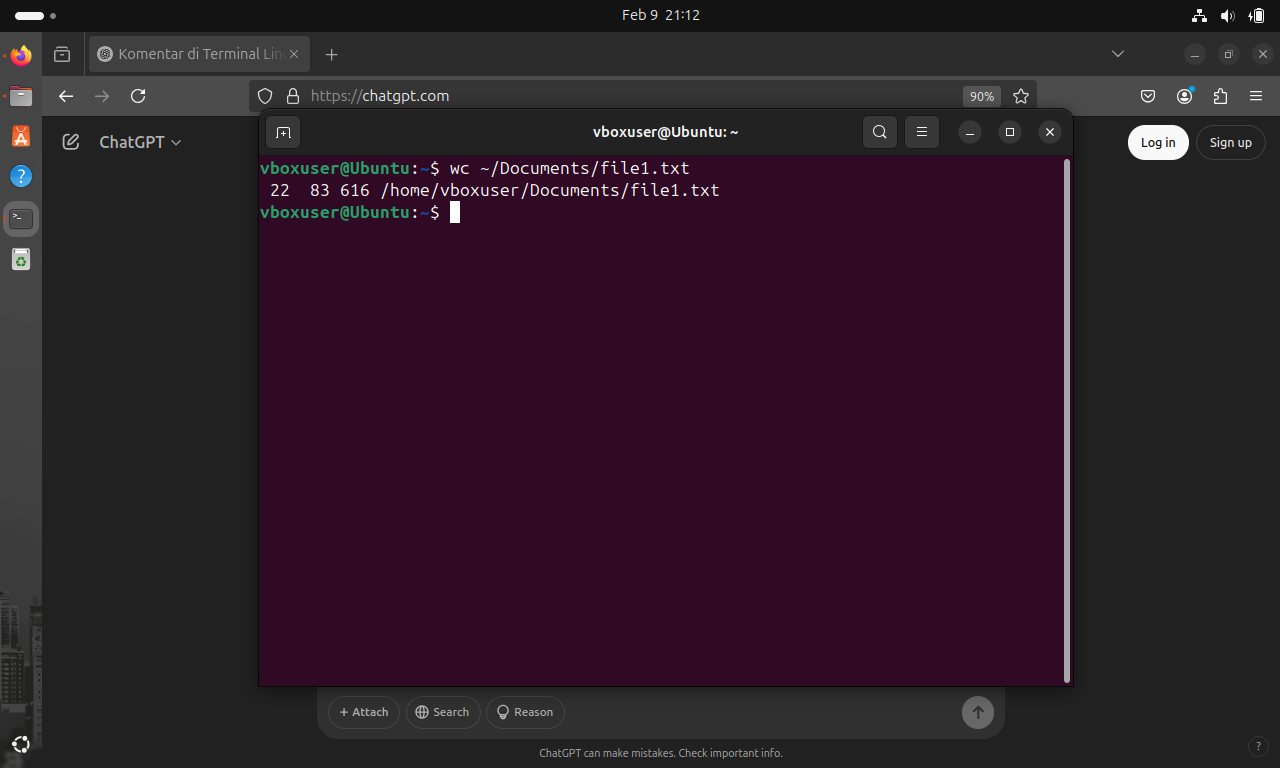 Feb 9 21:12
Komentar di Terminal Lin
https://chatgpt.com
90%
ChatGPT
Log in
Sign up
vboxuser@Ubuntu: ~
vboxuser@Ubuntu:~$ wc ~/Documents/file1.txt
22 83 616 /home/vboxuser/Documents/file1.txt
vboxuser@Ubuntu:~$
+ Attach
Search
Reason
ChatGPT can make mistakes. Check important info.
?